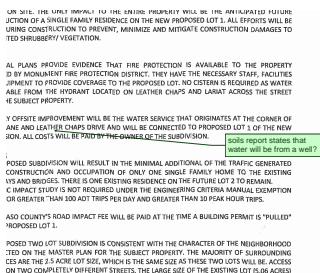 ON SITE. THE ONLY IMPACT TO THE ENTIRE PROPERTY WILL BE THE ANTICIPATED FUTURE
UCTION OF A SINGLE FAMILY RESIDENCE ON THE NEW PROPOSED LOT 1. ALL EFFORTS WILL BE
URING CONSTRUCTION TO PREVENT, MINIMIZE AND MITIGATE CONSTRUCTION DAMAGES TO
TED SHRUBBERY/ VEGETATION.
AL PLANS PROVIDE EVIDENCE THAT FIRE PROTECTION IS AVAILABLE TO THE PROPERTY
D BY MONUMENT FIRE PROTECTION DISTRICT. THEY HAVE THE NECESSARY STAFF, FACILITIES
UIPMENT TO PROVIDE COVERAGE TO THE PROPOSED LOT. NO CISTERN IS REQUIRED AS WATER
ABLE FROM THE HYDRANT LOCATED ON LEATHER CHAPS AND LARIAT ACROSS THE STREET
HE SUBJECT PROPERTY.
Y OFFSITE IMPROVEMENT WILL BE THE WATER SERVICE THAT ORIGINATES AT THE CORNER OF
ANE AND LEATHER CHAPS DRIVE AND WILL BE CONNECTED TO PROPOSED LOT 1 OF THE NEW
SION. ALL COSTS WILL BE PAID BY THE OWNER OF THE SUBDIVISION.
soils report states that
water will be from a well?
POSED SUBDIVISION WILL RESULT IN THE MINIMAL ADDITIONAL OF THE TRAFFIC GENERATED
CONSTRUCTION AND OCCUPATION OF ONLY ONE SINGLE FAMILY HOME TO THE EXISTING
YS AND BRIDGES. THERE IS ONE EXISTING RESIDENCE ON THE FUTURE LOT 2 TO REMAIN.
IC IMPACT STUDY IS NOT REQUIRED UNDER THE ENGINEERING CRITERIA MANUAL EXEMPTION
OR GREATER THAN 100 ADT TRIPS PER DAY AND GREATER THAN 10 PEAK HOUR TRIPS.
ASO COUNTY'S ROAD IMPACT FEE WILL BE PAID AT THE TIME A BUILDING PERMIT IS "PULLED"
PROPOSED LOT 1.
POSED TWO LOT SUBDIVISION IS CONSISTENT WITH THE CHARACTER OF THE NEIGHBORHOOD
CTED ON THE MASTER PLAN FOR THE SUBJECT PROPERTY. THE MAJORITY OF SURROUNDING
CES ARE THE 2.5 ACRE LOT SIZE, WHICH IS THE SAME SIZE AS THESE TWO LOTS WILL BE. ACCESS
ON TWO COMPLETELY DIFFERENT STREETS. THE LARGE SIZE OF THE EXISTING LOT (5.06 ACRES)